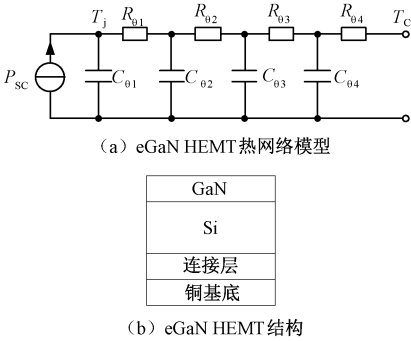 T_j R_θ1 R_θ2 R_θ3 R_θ4 T_C
P_SC C_θ1 C_θ2 C_θ3 C_θ4
（a）eGaN HEMT热网络模型
GaN
Si
连接层
铜基底
（b）eGaN HEMT结构